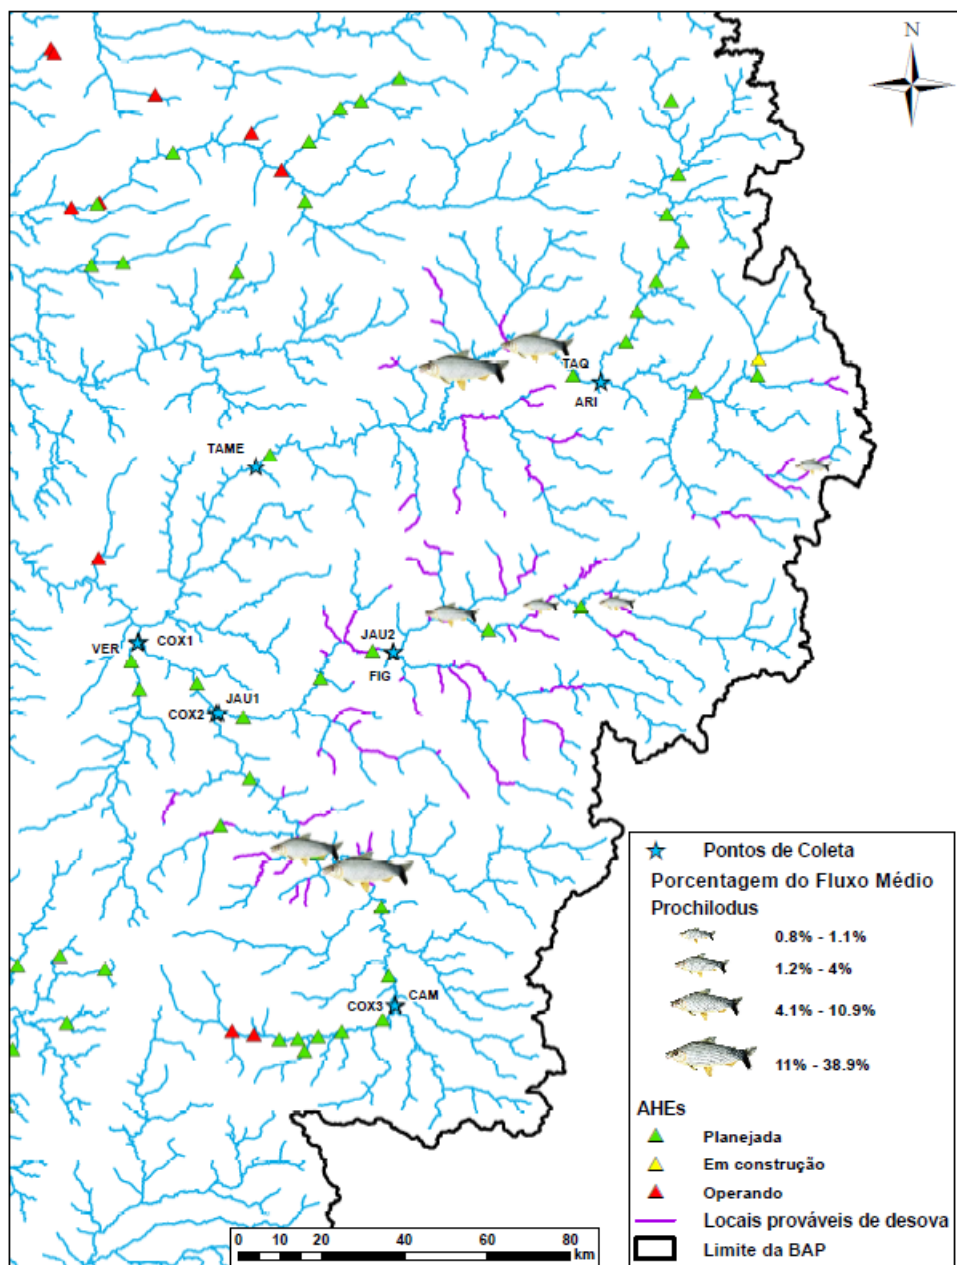 N
TAQ
ARI
TAME
VER
COX1
JAU2
FIG
JAU1
COX2
CAM
COX3
Pontos de Coleta
Porcentagem do Fluxo Médio
Prochilodus
0.8% - 1.1%
1.2% - 4%
4.1% - 10.9%
11% - 38.9%
AHEs
Planejada
Em construção
Operando
Locais prováveis de desova
Limite da BAP
0 10 20 40 60 80
km